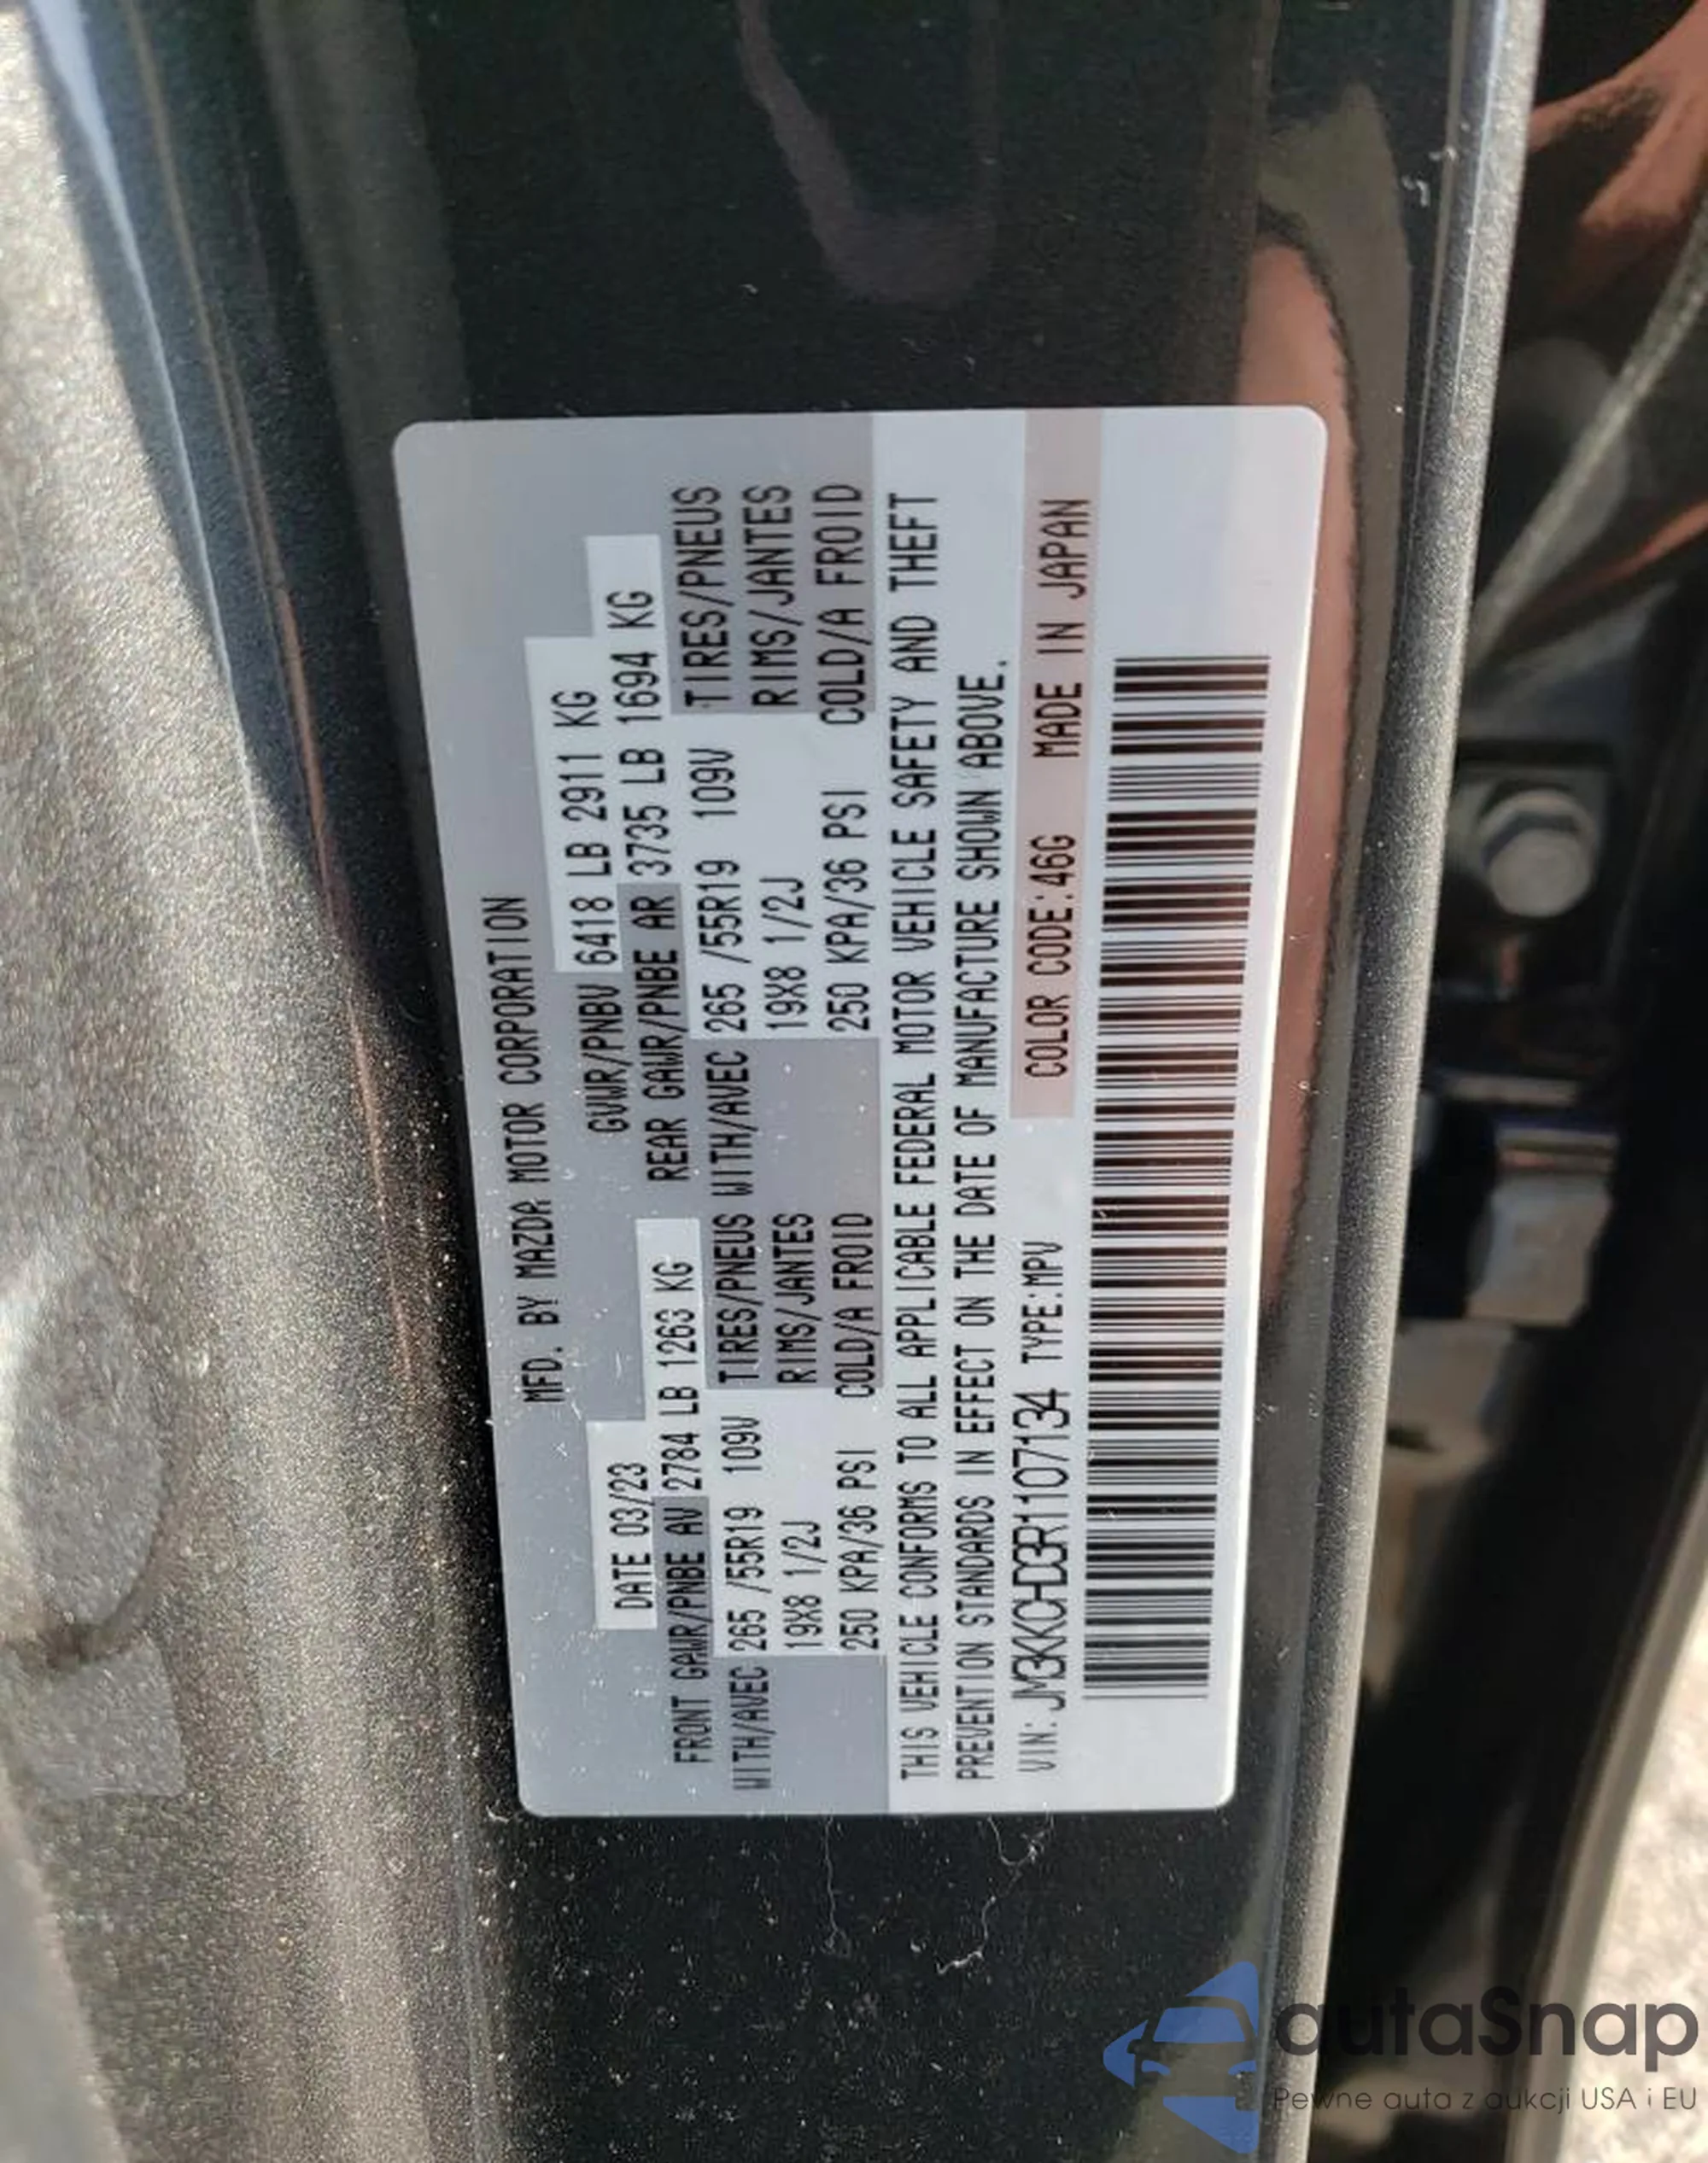 MFD. BY MAZDA MOTOR CORPORATION
DATE 03/23 GVWR/PNBV 6418 LB 2911 KG
FRONT GAWR/PNBE AV 2784 LB 1263 KG REAR GAWR/PNBE AR 3735 LB 1694 KG
WITH/AVEC 265 /55R19 109V TIRES/PNEUS WITH/AVEC 265 /55R19 109V TIRES/PNEUS
19X8 1/2J RIMS/JANTES 19X8 1/2J RIMS/JANTES
250 KPA/36 PSI COLD/A FROID 250 KPA/36 PSI COLD/A FROID
THIS VEHICLE CONFORMS TO ALL APPLICABLE FEDERAL MOTOR VEHICLE SAFETY AND THEFT
PREVENTION STANDARDS IN EFFECT ON THE DATE OF MANUFACTURE SHOWN ABOVE.
VIN: JM3KKCHD3R1107134 TYPE:MPV COLOR CODE:46G MADE IN JAPAN
autaSnap
Pewne auta z aukcji USA i EU